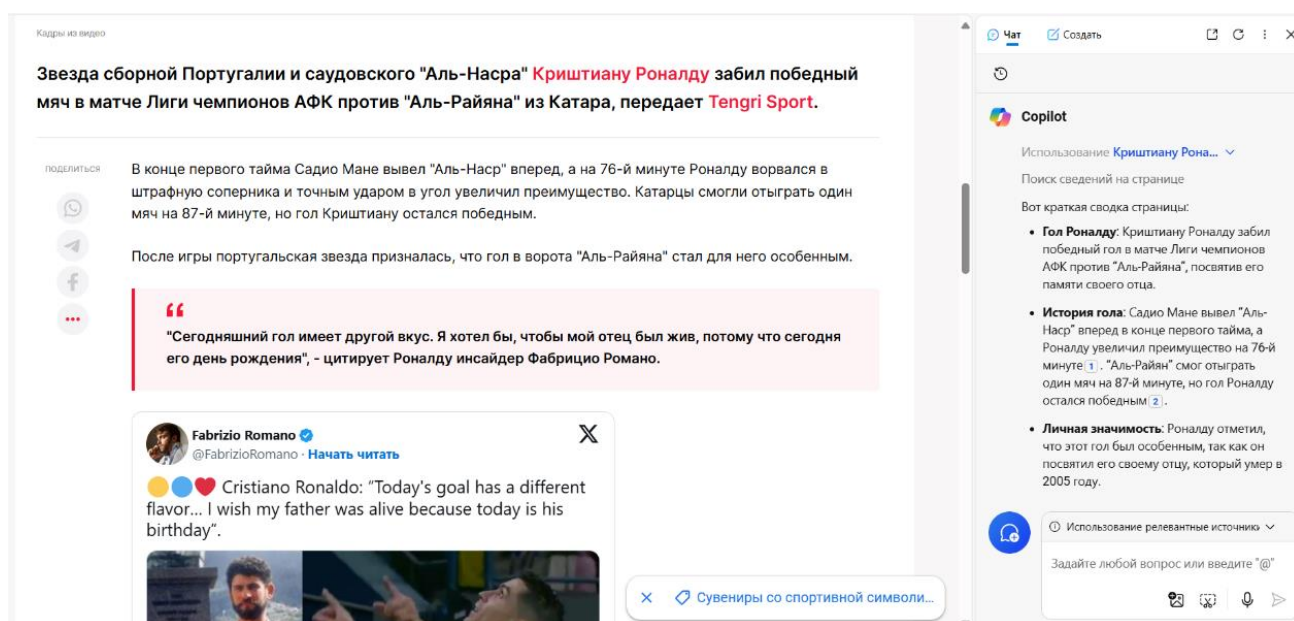 Кадры из видео
Звезда сборной Португалии и саудовского "Аль-Насра" Криштиану Роналду забил победный
мяч в матче Лиги чемпионов АФК против "Аль-Райяна" из Катара, передает Tengri Sport.
ПОДЕЛИТЬСЯ
В конце первого тайма Садио Мане вывел "Аль-Наср" вперед, а на 76-й минуте Роналду ворвался в
штрафную соперника и точным ударом в угол увеличил преимущество. Катарцы смогли отыграть один
мяч на 87-й минуте, но гол Криштиану остался победным.
После игры португальская звезда призналась, что гол в ворота "Аль-Райяна" стал для него особенным.
"Сегодняшний гол имеет другой вкус. Я хотел бы, чтобы мой отец был жив, потому что сегодня
его день рождения", - цитирует Роналду инсайдер Фабрицио Романо.
Fabrizio Romano
@FabrizioRomano · Начать читать
Cristiano Ronaldo: “Today's goal has a different
flavor... I wish my father was alive because today is his
birthday”.
Сувениры со спортивной символи...
Чат
Создать
Copilot
Использование Криштиану Рона...
Поиск сведений на странице
Вот краткая сводка страницы:
• Гол Роналду: Криштиану Роналду забил
победный гол в матче Лиги чемпионов
АФК против “Аль-Райяна”, посвятив его
памяти своего отца.
• История гола: Садио Мане вывел “Аль-
Наср” вперед в конце первого тайма, а
Роналду увеличил преимущество на 76-й
минуте 1 . “Аль-Райян” смог отыграть
один мяч на 87-й минуте, но гол Роналду
остался победным 2 .
• Личная значимость: Роналду отметил,
что этот гол был особенным, так как он
посвятил его своему отцу, который умер в
2005 году.
Использование релевантные источники
Задайте любой вопрос или введите "@"